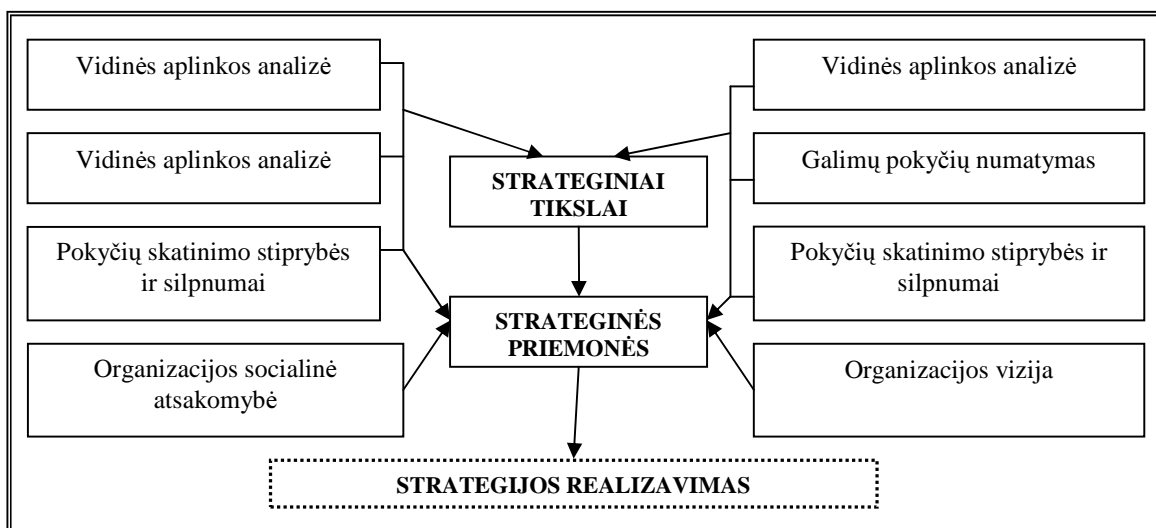 Vidinės aplinkos analizė
Vidinės aplinkos analizė
Pokyčių skatinimo stiprybės
ir silpnumai
Organizacijos socialinė
atsakomybė
STRATEGINIAI
TIKSLAI
STRATEGINĖS
PRIEMONĖS
Vidinės aplinkos analizė
Galimų pokyčių numatymas
Pokyčių skatinimo stiprybės ir
silpnumai
Organizacijos vizija
STRATEGIJOS REALIZAVIMAS